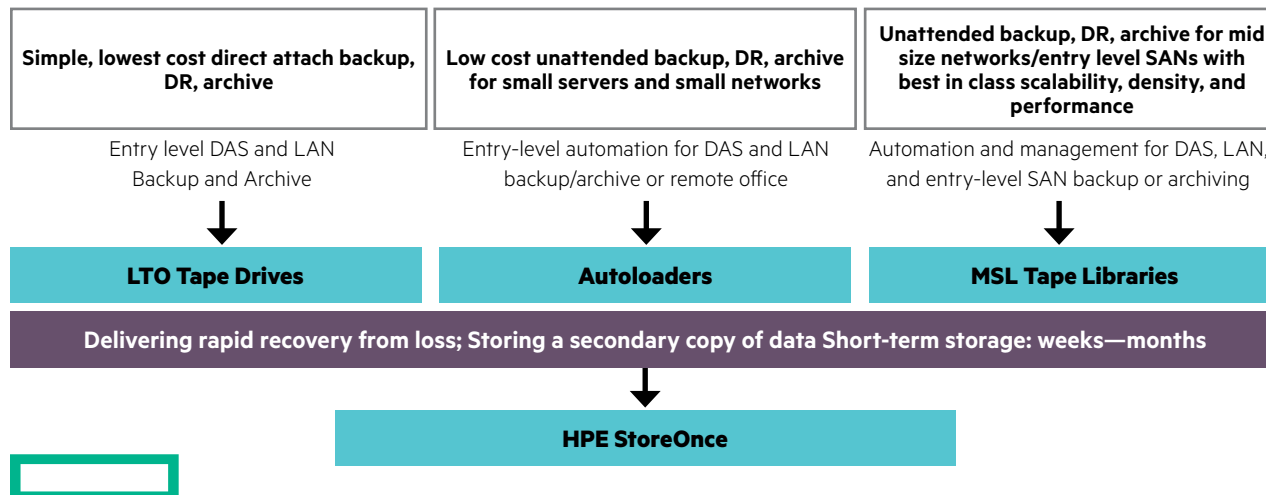 Simple, lowest cost direct attach backup,
DR, archive
Low cost unattended backup, DR, archive
for small servers and small networks
Unattended backup, DR, archive for mid
size networks/entry level SANs with
best in class scalability, density, and
performance
Entry level DAS and LAN
Backup and Archive
Entry-level automation for DAS and LAN
backup/archive or remote office
Automation and management for DAS, LAN,
and entry-level SAN backup or archiving
LTO Tape Drives
Autoloaders
MSL Tape Libraries
Delivering rapid recovery from loss; Storing a secondary copy of data Short-term storage: weeks—months
HPE StoreOnce